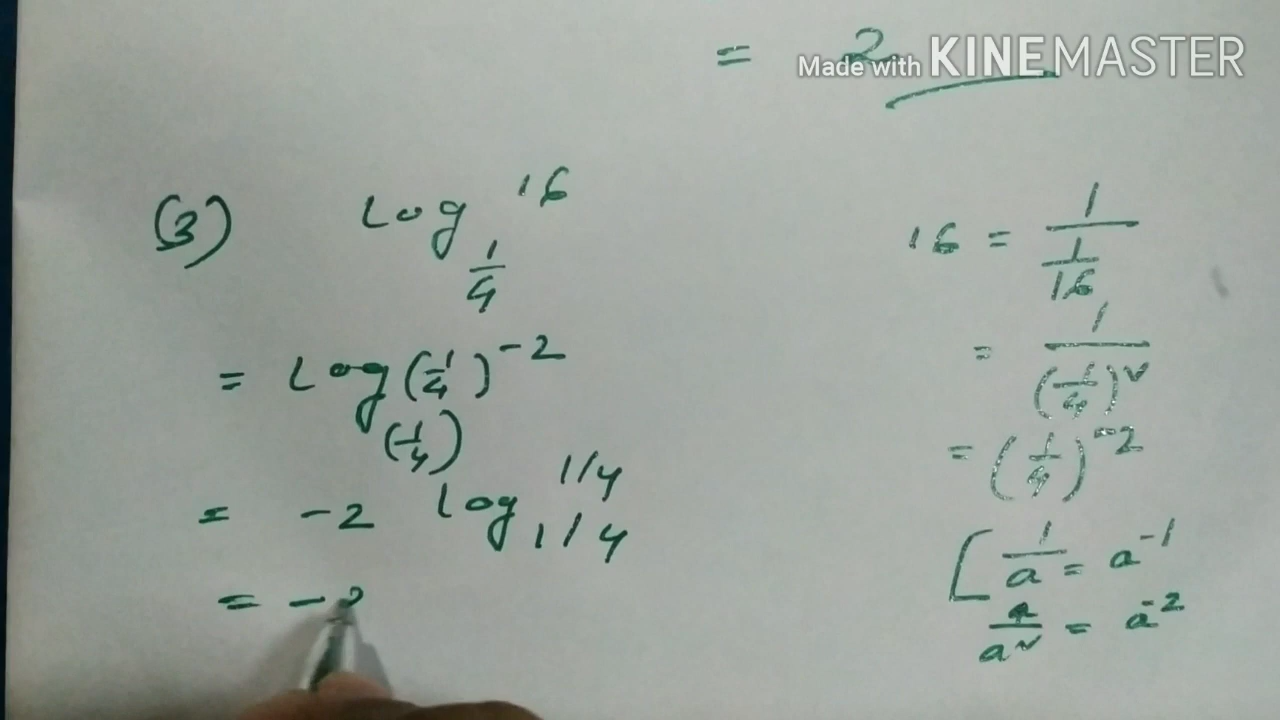 = 2
Made with KINEMASTER
(3) Log 16 1/4
= Log (1/4)^-2 (1/4)
= -2 Log 1/4 1/4
= -2
16 = 1/(1/16)
= 1/(1/4)^2
= (1/4)^-2
[ 1/a = a^-1
1/a^2 = a^-2